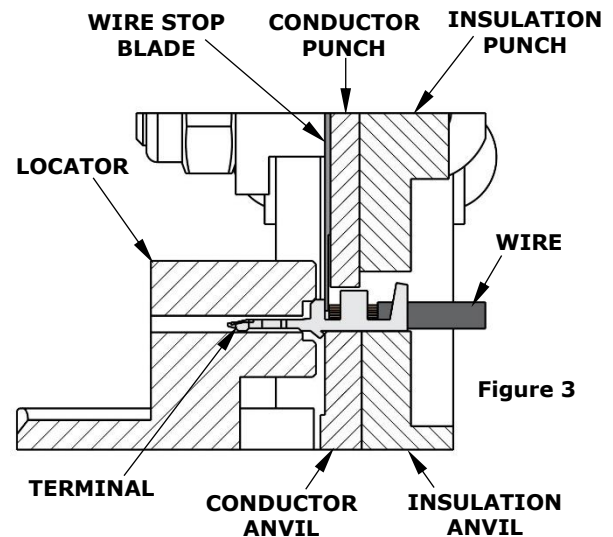 WIRE STOP
BLADE
CONDUCTOR
PUNCH
INSULATION
PUNCH
LOCATOR
WIRE
Figure 3
TERMINAL
CONDUCTOR
ANVIL
INSULATION
ANVIL